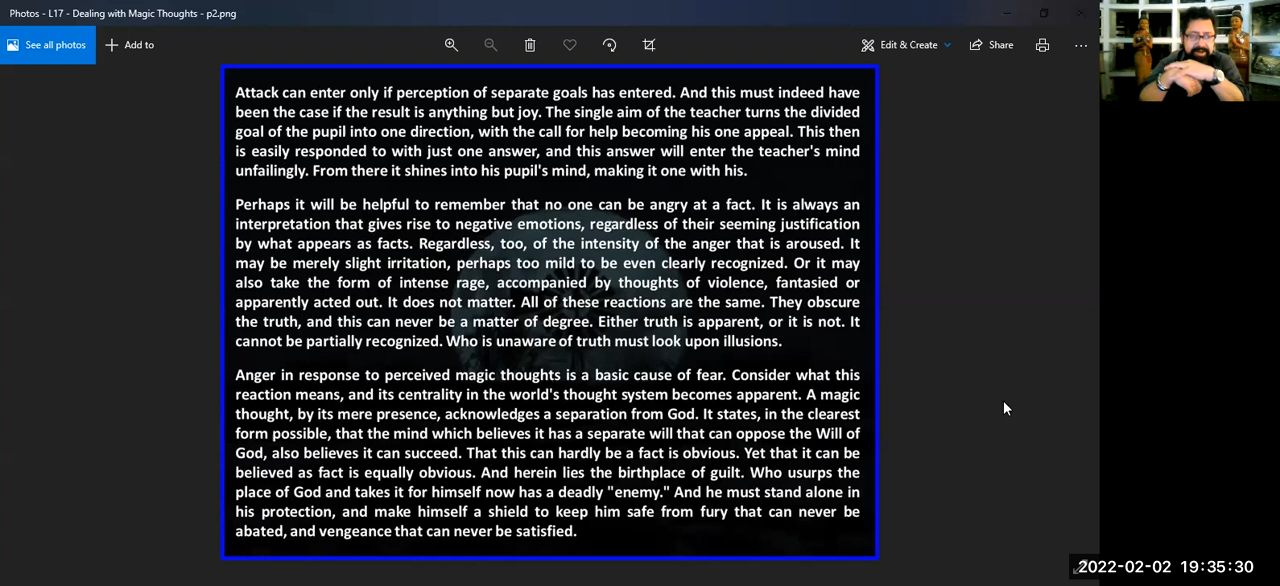 Photos - L17 - Dealing with Magic Thoughts - p2.png
See all photos
Add to
Edit & Create
Share
Attack can enter only if perception of separate goals has entered. And this must indeed have
been the case if the result is anything but joy. The single aim of the teacher turns the divided
goal of the pupil into one direction, with the call for help becoming his one appeal. This then
is easily responded to with just one answer, and this answer will enter the teacher's mind
unfailingly. From there it shines into his pupil's mind, making it one with his.
Perhaps it will be helpful to remember that no one can be angry at a fact. It is always an
interpretation that gives rise to negative emotions, regardless of their seeming justification
by what appears as facts. Regardless, too, of the intensity of the anger that is aroused. It
may be merely slight irritation, perhaps too mild to be even clearly recognized. Or it may
also take the form of intense rage, accompanied by thoughts of violence, fantasied or
apparently acted out. It does not matter. All of these reactions are the same. They obscure
the truth, and this can never be a matter of degree. Either truth is apparent, or it is not. It
cannot be partially recognized. Who is unaware of truth must look upon illusions.
Anger in response to perceived magic thoughts is a basic cause of fear. Consider what this
reaction means, and its centrality in the world's thought system becomes apparent. A magic
thought, by its mere presence, acknowledges a separation from God. It states, in the clearest
form possible, that the mind which believes it has a separate will that can oppose the Will of
God, also believes it can succeed. That this can hardly be a fact is obvious. Yet that it can be
believed as fact is equally obvious. And herein lies the birthplace of guilt. Who usurps the
place of God and takes it for himself now has a deadly "enemy." And he must stand alone in
his protection, and make himself a shield to keep him safe from fury that can never be
abated, and vengeance that can never be satisfied.
2022-02-02 19:35:30